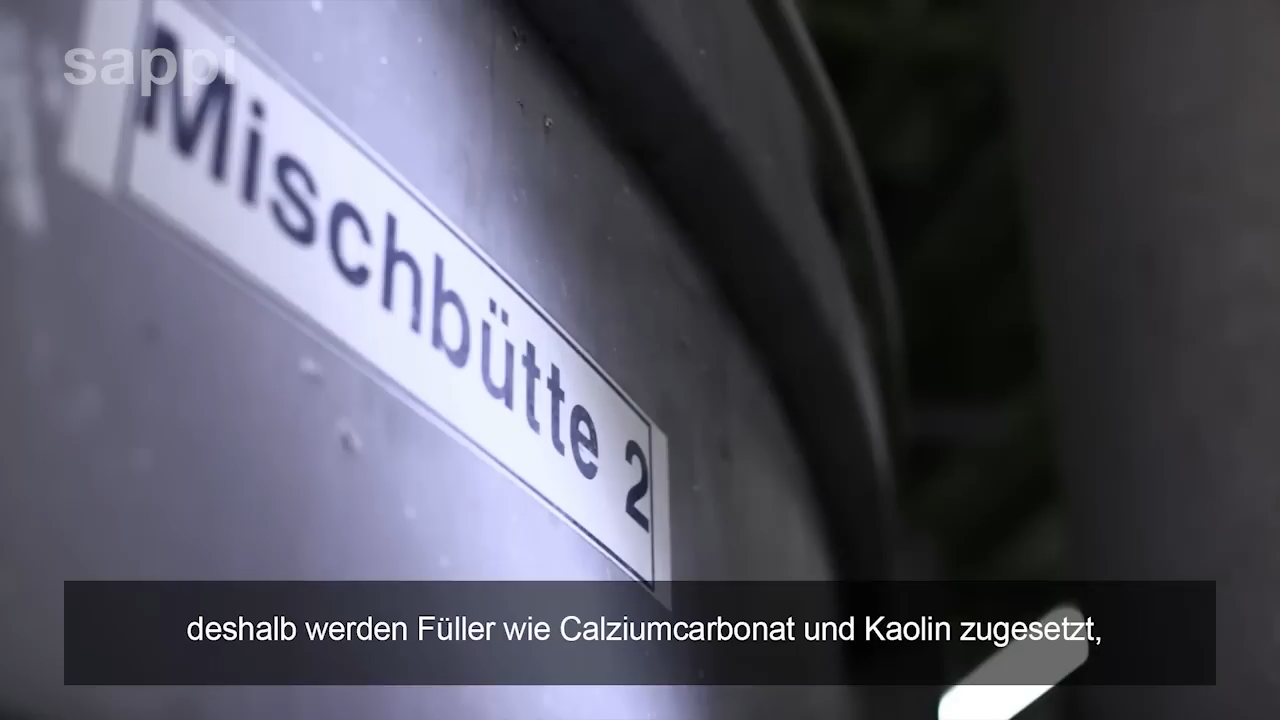 sappi
Mischbütte 2
deshalb werden Füller wie Calziumcarbonat und Kaolin zugesetzt,